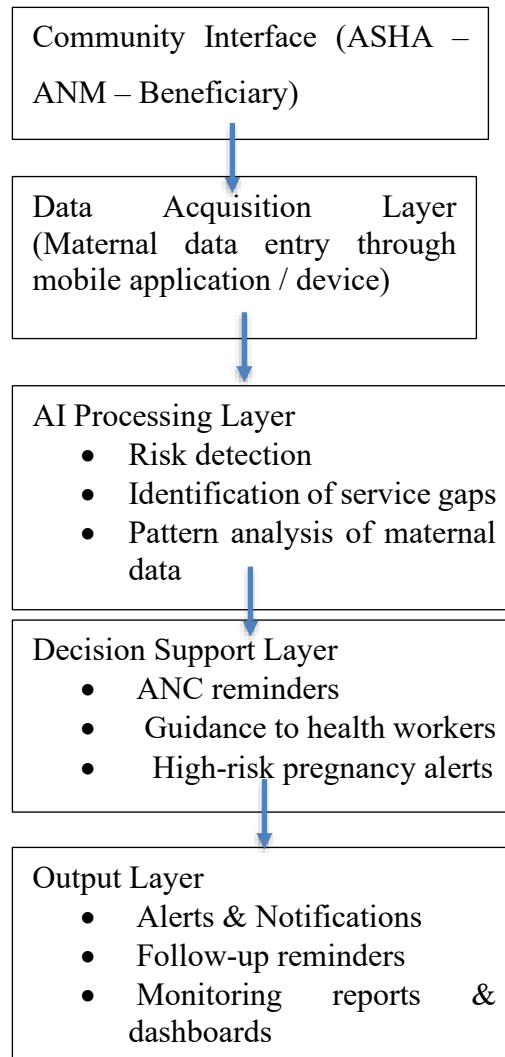 Community Interface (ASHA –
ANM – Beneficiary)
Data Acquisition Layer
(Maternal data entry through
mobile application / device)
AI Processing Layer
• Risk detection
• Identification of service gaps
• Pattern analysis of maternal
data
Decision Support Layer
• ANC reminders
• Guidance to health workers
• High-risk pregnancy alerts
Output Layer
• Alerts & Notifications
• Follow-up reminders
• Monitoring reports &
dashboards